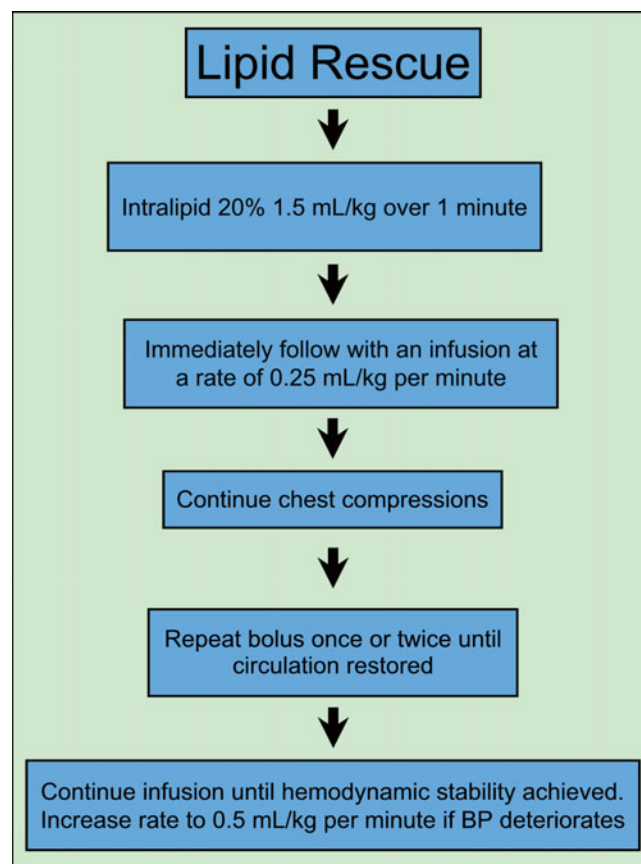 Lipid Rescue
Intralipid 20% 1.5 mL/kg over 1 minute
Immediately follow with an infusion at
a rate of 0.25 mL/kg per minute
Continue chest compressions
Repeat bolus once or twice until
circulation restored
Continue infusion until hemodynamic stability achieved.
Increase rate to 0.5 mL/kg per minute if BP deteriorates